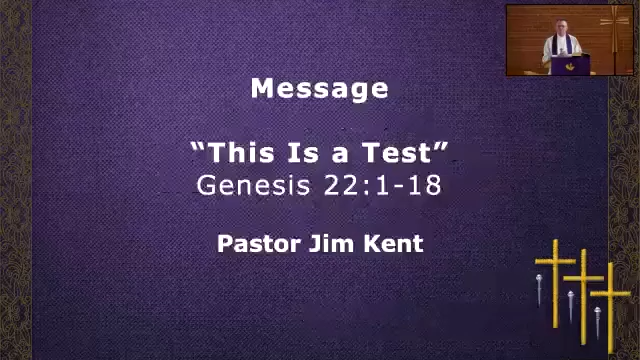 Message
“This Is a Test”
Genesis 22:1-18
Pastor Jim Kent